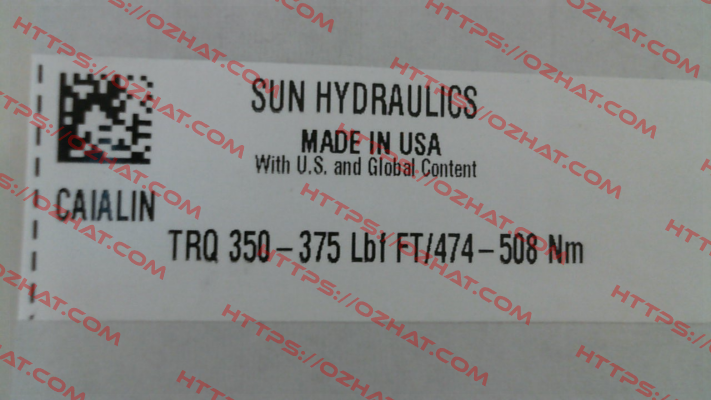 SUN HYDRAULICS
MADE IN USA
With U.S. and Global Content
CAIALIN
TRQ 350-375 Lbf FT/474-508 Nm
HTTPS://OZHAT.COM